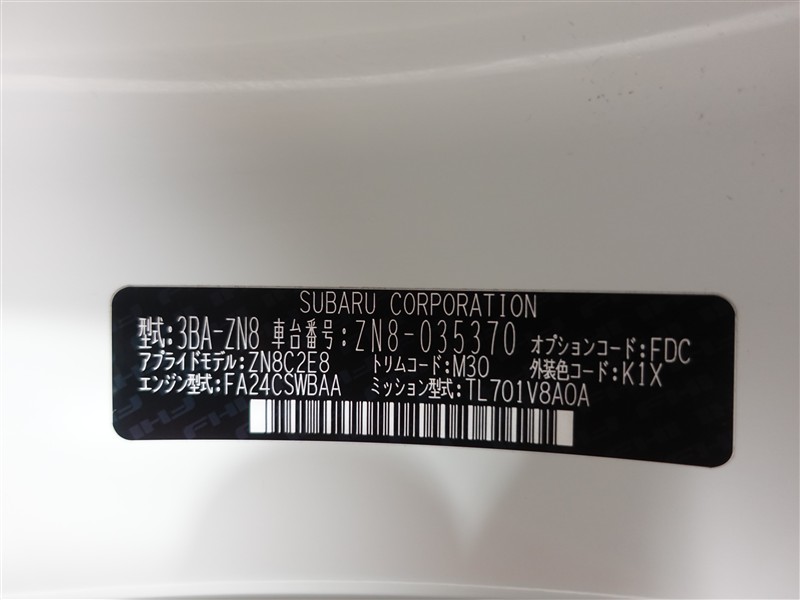 SUBARU CORPORATION
型式:3BA-ZN8 車台番号:ZN8-035370 オプションコード:FDC
アプライドモデル:ZN8C2E8 トリムコード:M30 外装色コード:K1X
エンジン型式:FA24CSWBAA ミッション型式:TL701V8A0A